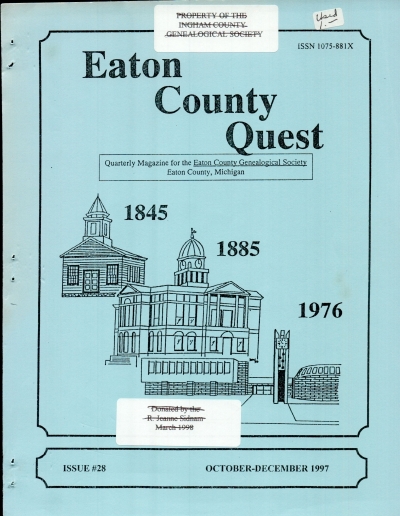 PROPERTY OF THE
INGHAM COUNTY
GENEALOGICAL SOCIETY
Yard
ISSN 1075-881X
Eaton
County
Quest
Quarterly Magazine for the Eaton County Genealogical Society
Eaton County, Michigan
1845
1885
1976
Donated by the
R. Jeanne Sidnam
March 1998
ISSUE #28
OCTOBER-DECEMBER 1997